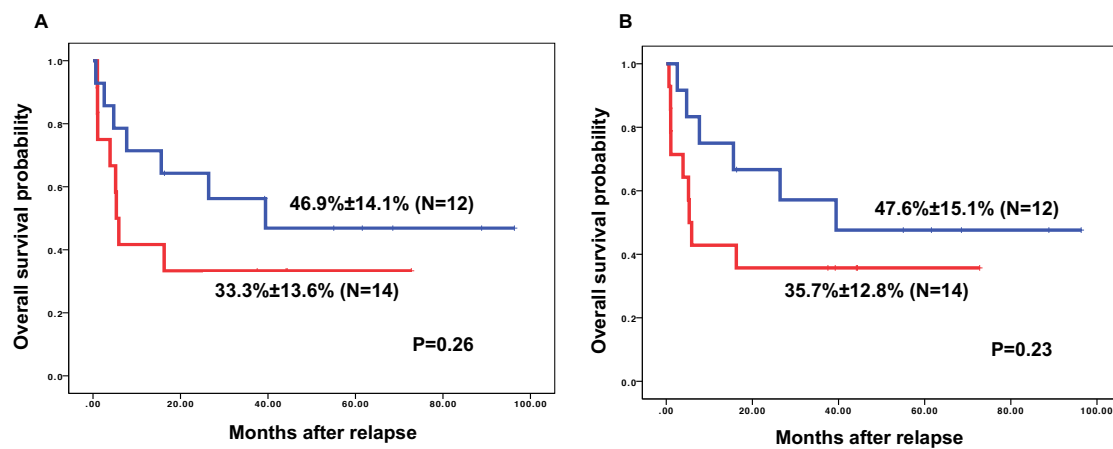 A
Overall survival probability
1.0
0.8
0.6
0.4
0.2
0.0
46.9%±14.1% (N=12)
33.3%±13.6% (N=14)
P=0.26
.00 20.00 40.00 60.00 80.00 100.00
Months after relapse
B
Overall survival probability
1.0
0.8
0.6
0.4
0.2
0.0
47.6%±15.1% (N=12)
35.7%±12.8% (N=14)
P=0.23
.00 20.00 40.00 60.00 80.00 100.00
Months after relapse